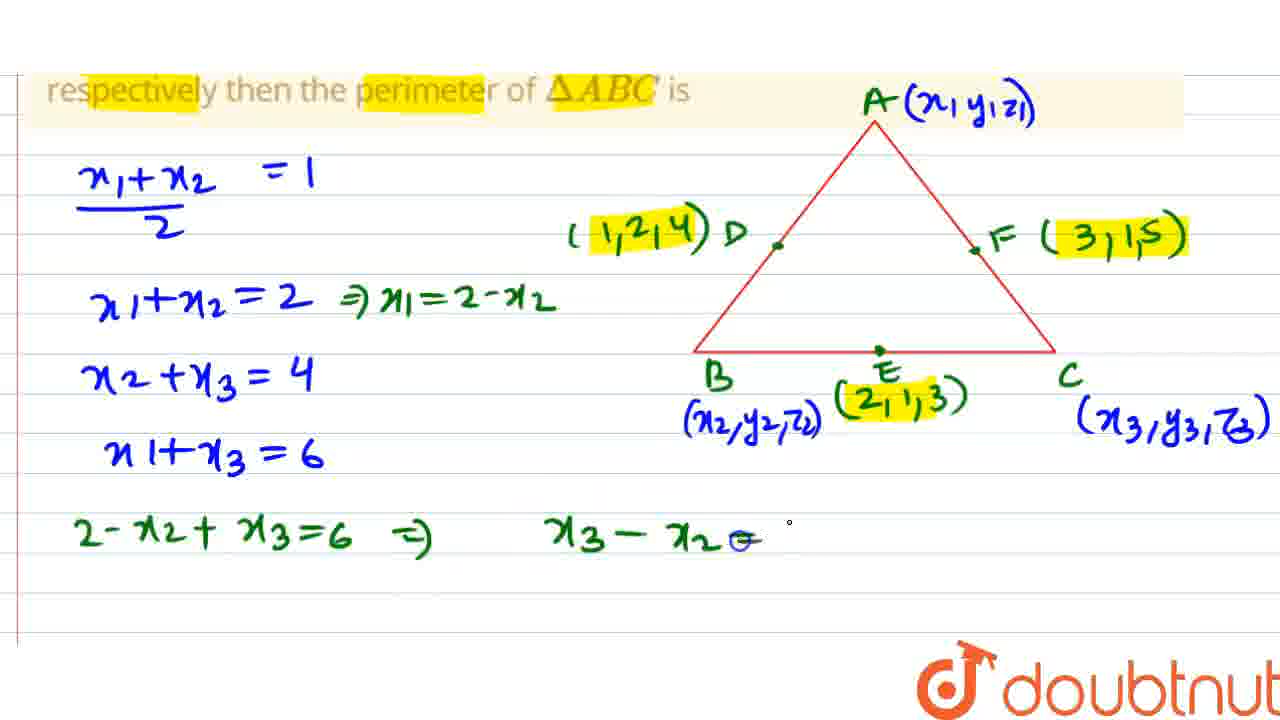 respectively then the perimeter of ΔABC is
A (x1 y1 z1)
x1+x2 = 1
2
(1,2,4) D
F (3,1,5)
x1+x2=2 ⇒ x1=2-x2
x2+x3=4
B
E
C
(x2,y2,z2)
(2,1,3)
(x3,y3,z3)
x1+x3=6
2-x2+x3=6 ⇒ x3-x2=
doubtnut